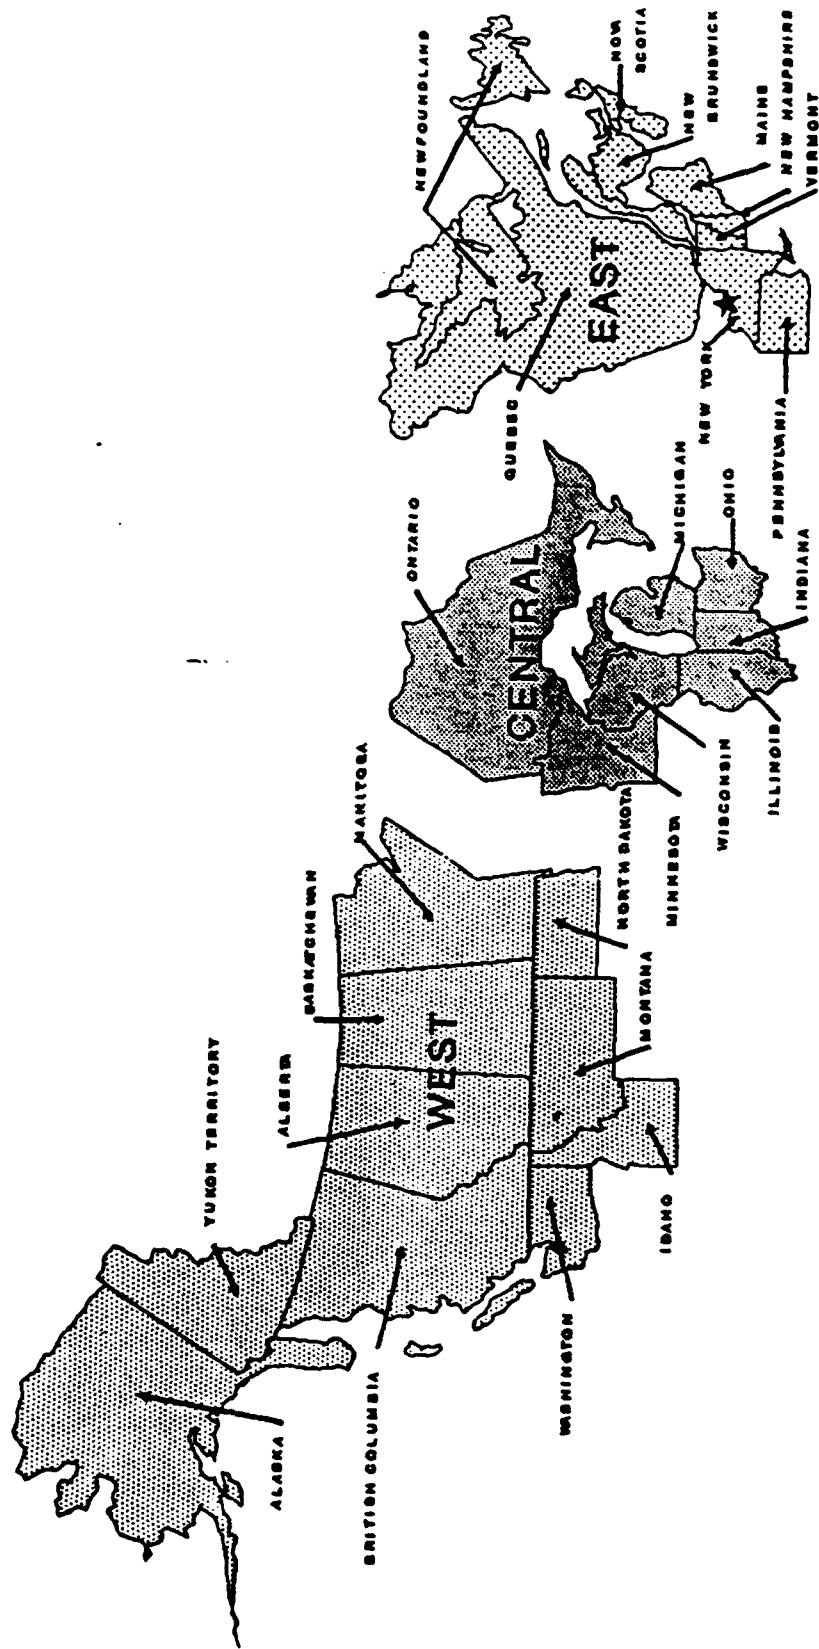 YUKON TERRITORY
ALASKA
BRITISH COLUMBIA
ALBERTA
SASKATCHEWAN
MANITOBA
WEST
WASHINGTON
IDAHO
MONTANA
NORTH DAKOTA
ONTARIO
CENTRAL
MINNESOTA
WISCONSIN
ILLINOIS
INDIANA
OHIO
MICHIGAN
NEWFOUNDLAND
QUEBEC
EAST
NEW YORK
PENNSYLVANIA
NOVA
SCOTIA
NEW
BRUNSWICK
MAINE
NEW HAMPSHIRE
VERMONT